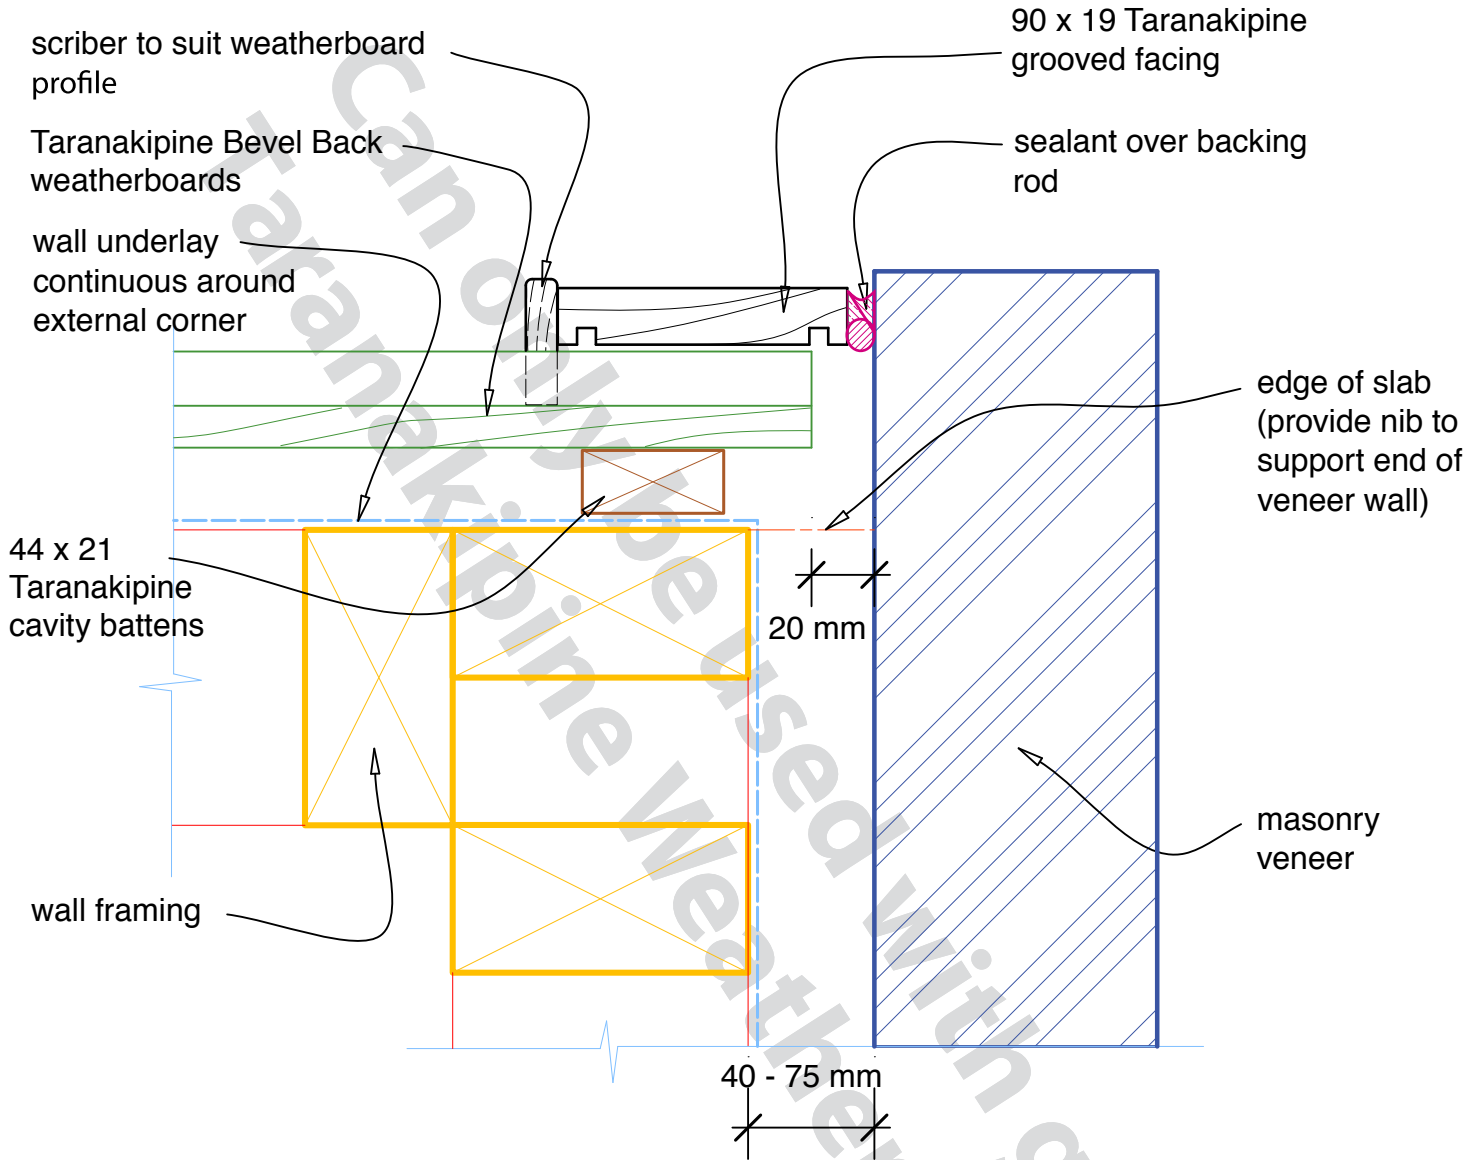 scriber to suit weatherboard
profile
Taranakipine Bevel Back
weatherboards
wall underlay
continuous around
external corner
44 x 21
Taranakipine
cavity battens
wall framing
90 x 19 Taranakipine
grooved facing
sealant over backing
rod
edge of slab
(provide nib to
support end of
veneer wall)
20 mm
masonry
veneer
40 - 75 mm
Can only be used with
Taranakipine